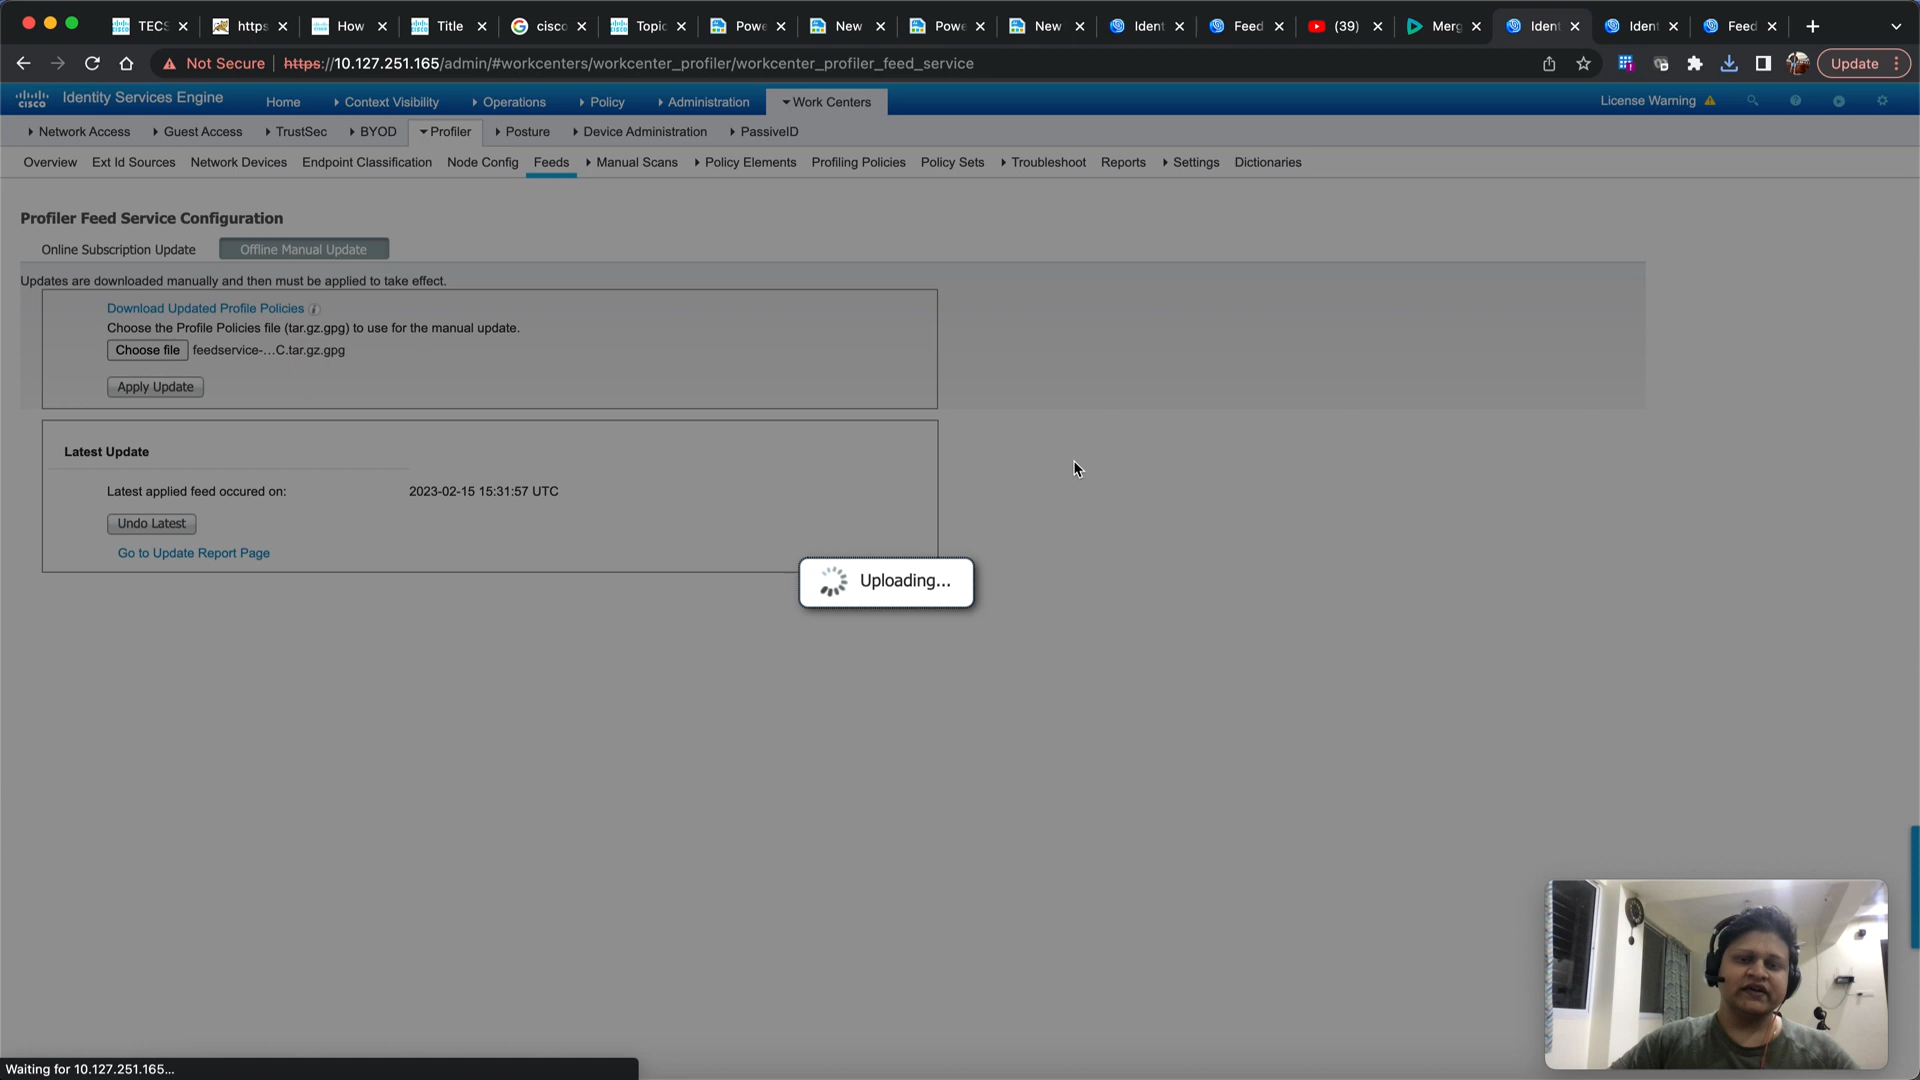 TECS
https
How
Title
cisco
Topic
Powe
New
Powe
New
Ident
Feed
(39)
Merg
Ident
Ident
Feed
Not Secure
https://10.127.251.165/admin/#workcenters/workcenter_profiler/workcenter_profiler_feed_service
Update
cisco
Identity Services Engine
Home
Context Visibility
Operations
Policy
Administration
Work Centers
License Warning
Network Access
Guest Access
TrustSec
BYOD
Profiler
Posture
Device Administration
PassiveID
Overview
Ext Id Sources
Network Devices
Endpoint Classification
Node Config
Feeds
Manual Scans
Policy Elements
Profiling Policies
Policy Sets
Troubleshoot
Reports
Settings
Dictionaries
Profiler Feed Service Configuration
Online Subscription Update
Offline Manual Update
Updates are downloaded manually and then must be applied to take effect.
Download Updated Profile Policies
Choose the Profile Policies file (tar.gz.gpg) to use for the manual update.
Choose file feedservice-...C.tar.gz.gpg
Apply Update
Latest Update
Latest applied feed occured on: 2023-02-15 15:31:57 UTC
Undo Latest
Go to Update Report Page
Uploading...
Waiting for 10.127.251.165...